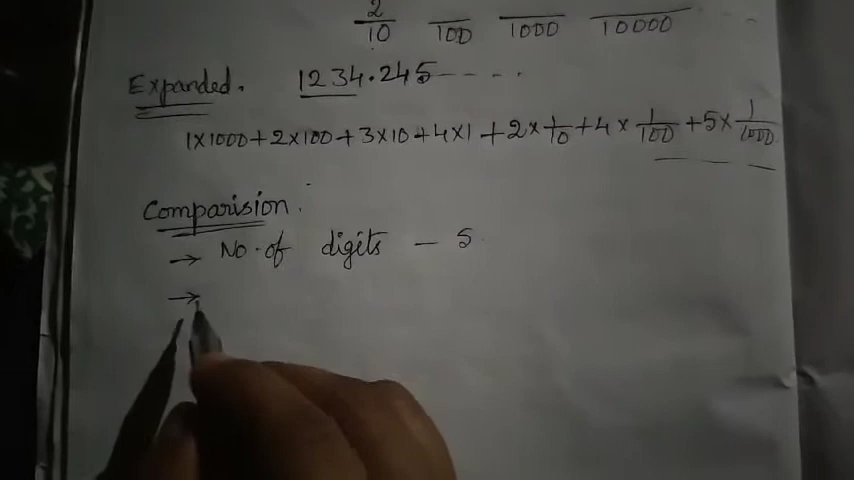 2/10 /100 /1000 /10000
Expanded. 1234.245-----
1×1000+2×100+3×10+4×1+2×1/10+4×1/100+5×1/1000
Comparision.
→ No. of digits – 5
→